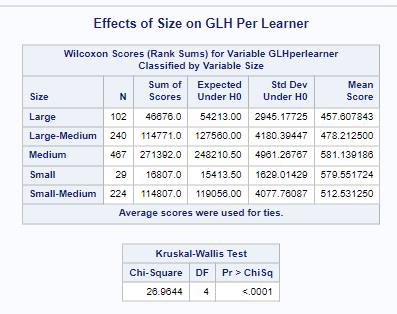 Effects of Size on GLH Per Learner
Wilcoxon Scores (Rank Sums) for Variable GLHperlearner
Classified by Variable Size
Size N Sum of Scores Expected Under H0 Std Dev Under H0 Mean Score
Large 102 46676.0 54213.00 2945.17725 457.607843
Large-Medium 240 114771.0 127560.00 4180.39447 478.212500
Medium 467 271392.0 248210.50 4961.26767 581.139186
Small 29 16807.0 15413.50 1629.01429 579.551724
Small-Medium 224 114807.0 119056.00 4077.76087 512.531250
Average scores were used for ties.
Kruskal-Wallis Test
Chi-Square DF Pr > ChiSq
26.9644 4 <.0001